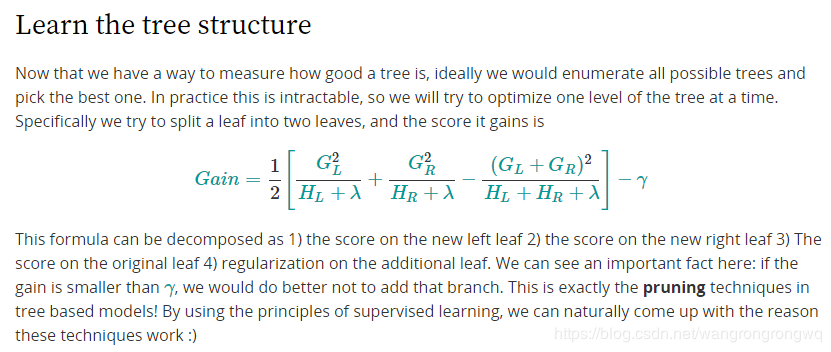 Learn the tree structure
Now that we have a way to measure how good a tree is, ideally we would enumerate all possible trees and
pick the best one. In practice this is intractable, so we will try to optimize one level of the tree at a time.
Specifically we try to split a leaf into two leaves, and the score it gains is
Gain = \frac{1}{2} \left[ \frac{G_L^2}{H_L + λ} + \frac{G_R^2}{H_R + λ} - \frac{(G_L + G_R)^2}{H_L + H_R + λ} \right] - γ
This formula can be decomposed as 1) the score on the new left leaf 2) the score on the new right leaf 3) The
score on the original leaf 4) regularization on the additional leaf. We can see an important fact here: if the
gain is smaller than γ, we would do better not to add that branch. This is exactly the pruning techniques in
tree based models! By using the principles of supervised learning, we can naturally come up with the reason
these techniques work :)
https://blog.csdn.net/wangrongrongwq